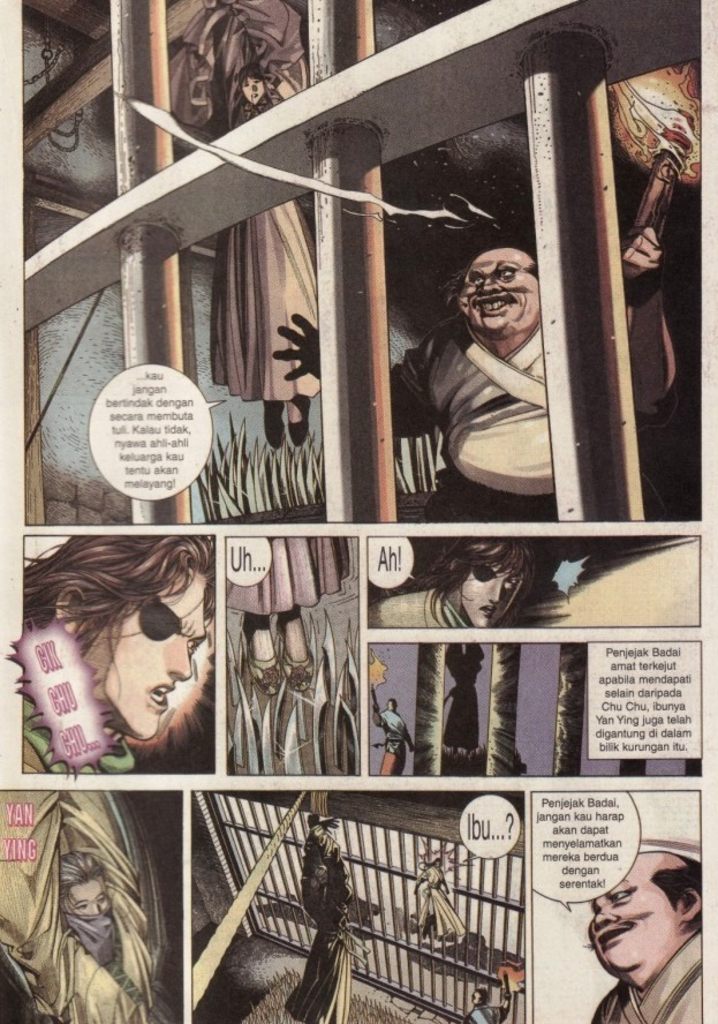 ...kau
jangan
bertindak dengan
secara membuta
tuli. Kalau tidak,
nyawa ahli-ahli
keluarga kau
tentu akan
melayang!
CIK
CHU
CHU...
Uh...
Ah!
Penjejak Badai
amat terkejut
apabila mendapati
selain daripada
Chu Chu, ibunya
Yan Ying juga telah
digantung di dalam
bilik kurungan itu.
YAN
YING
Ibu...?
Penjejak Badai,
jangan kau harap
akan dapat
menyelamatkan
mereka berdua
dengan
serentak!